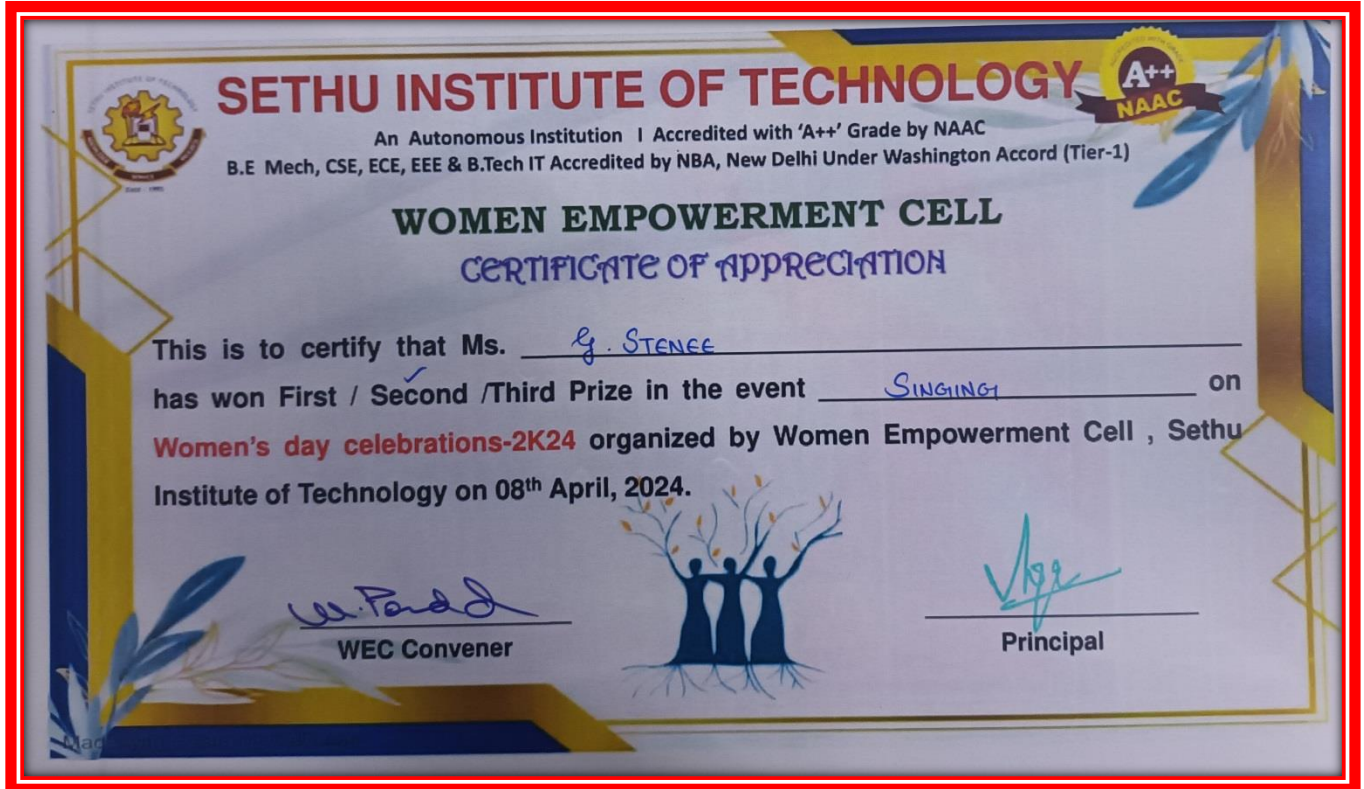 SETHU INSTITUTE OF TECHNOLOGY
A++
NAAC
An Autonomous Institution I Accredited with ‘A++’ Grade by NAAC
B.E Mech, CSE, ECE, EEE & B.Tech IT Accredited by NBA, New Delhi Under Washington Accord (Tier-1)
WOMEN EMPOWERMENT CELL
CERTIFICATE OF APPRECIATION
This is to certify that Ms. G. STENEE
has won First / Second /Third Prize in the event SINGING on
Women's day celebrations-2K24 organized by Women Empowerment Cell , Sethu
Institute of Technology on 08th April, 2024.
WEC Convener
Principal